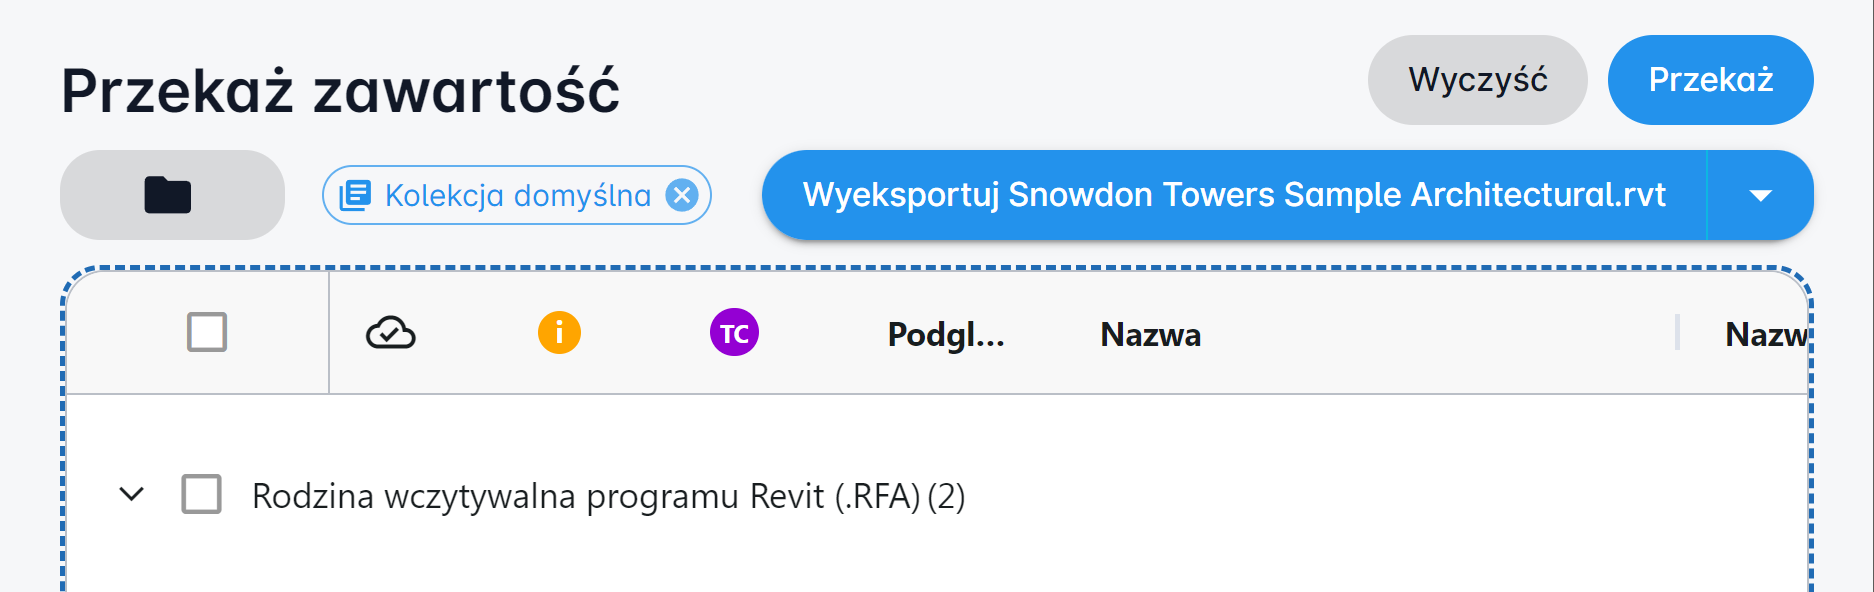 Przekaż zawartość
Wyczyść
Przekaż
Kolekcja domyślna
Wyeksportuj Snowdon Towers Sample Architectural.rvt
i
TC
Podgl...
Nazwa
Nazw
Rodzina wczytywalna programu Revit (.RFA) (2)